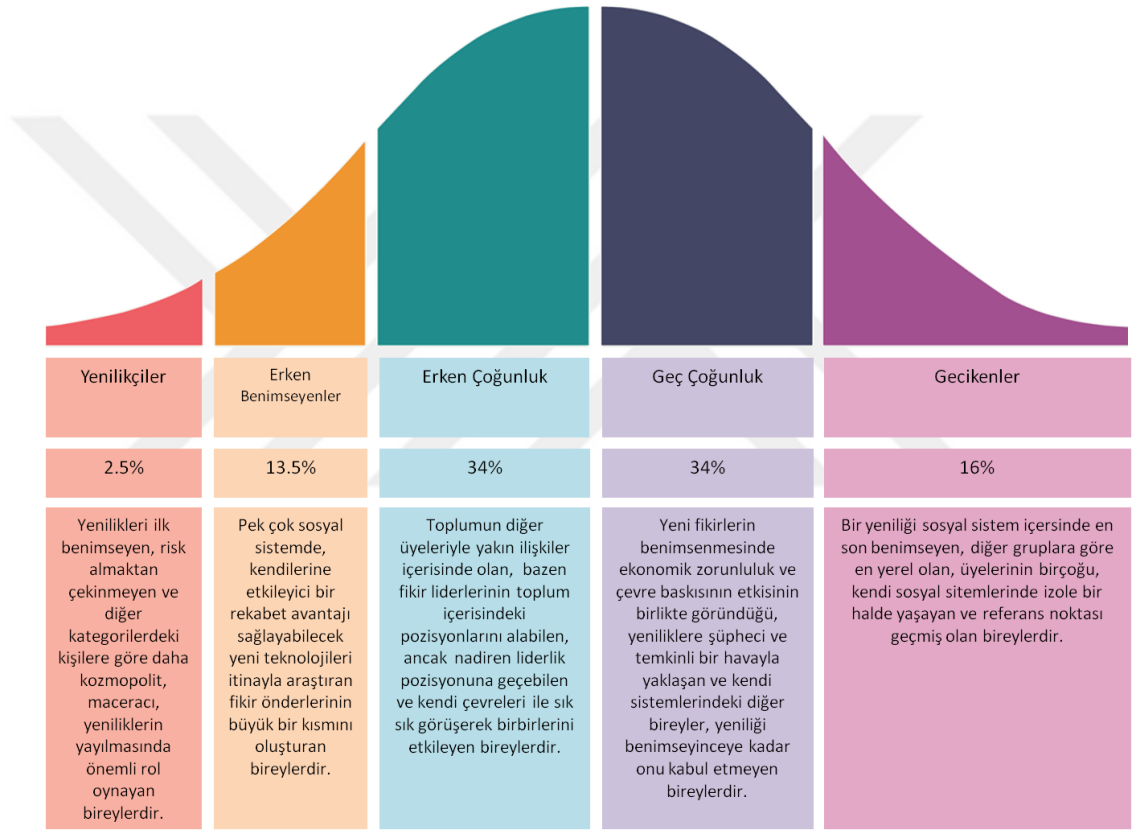 Yenilikçiler
Erken
Benimseyenler
Erken Çoğunluk
Geç Çoğunluk
Gecikenler
2.5%
13.5%
34%
34%
16%
Yenilikleri ilk
benimseyen, risk
almaktan
çekinmeyen ve
diğer
kategorilerdeki
kişilere göre daha
kozmopolit,
maceracı,
yeniliklerin
yayılmasında
önemli rol
oynayan
bireylerdir.
Pek çok sosyal
sistemde,
kendilerine
etkileyici bir
rekabet avantajı
sağlayabilecek
yeni teknolojileri
itinayla araştıran
fikir önderlerinin
büyük bir kısmını
oluşturan
bireylerdir.
Toplumun diğer
üyeleriyle yakın ilişkiler
içerisinde olan, bazen
fikir liderlerinin toplum
içerisindeki
pozisyonlarını alabilen,
ancak nadiren liderlik
pozisyonuna geçebilen
ve kendi çevreleri ile sık
sık görüşerek birbirlerini
etkileyen bireylerdir.
Yeni fikirlerin
benimsenmesinde
ekonomik zorunluluk ve
çevre baskısının etkisinin
birlikte göründüğü,
yeniliklere şüpheci ve
temkinli bir havayla
yaklaşan ve kendi
sistemlerindeki diğer
bireyler, yeniliği
benimseyinceye kadar
onu kabul etmeyen
bireylerdir.
Bir yeniliği sosyal sistem içersinde en
son benimseyen, diğer gruplara göre
en yerel olan, üyelerinin birçoğu,
kendi sosyal sitemlerinde izole bir
halde yaşayan ve referans noktası
geçmiş olan bireylerdir.